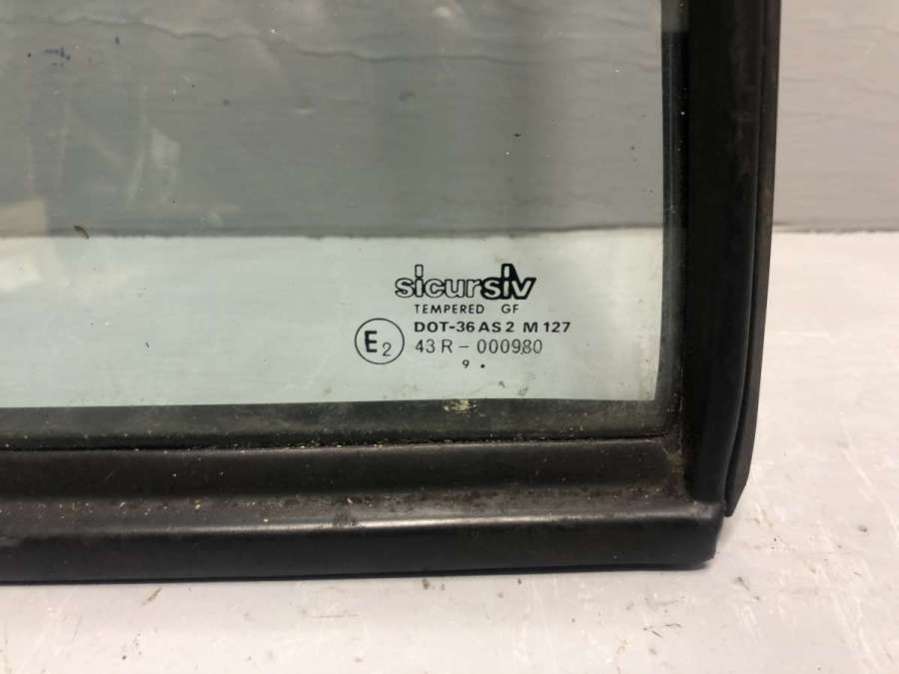 sicursiv
TEMPERED GF
DOT-36 AS 2 M 127
E2 43 R - 000980
9 .